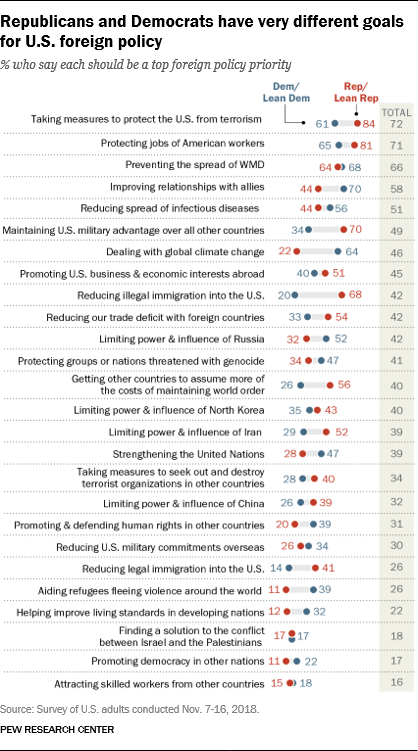 Republicans and Democrats have very different goals
for U.S. foreign policy
% who say each should be a top foreign policy priority
Dem/ Rep/
Lean Dem Lean Rep
TOTAL
Taking measures to protect the U.S. from terrorism 61 84 72
Protecting jobs of American workers 65 81 71
Preventing the spread of WMD 64 68 66
Improving relationships with allies 44 70 58
Reducing spread of infectious diseases 44 56 51
Maintaining U.S. military advantage over all other countries 34 70 49
Dealing with global climate change 22 64 46
Promoting U.S. business & economic interests abroad 40 51 45
Reducing illegal immigration into the U.S. 20 68 42
Reducing our trade deficit with foreign countries 33 54 42
Limiting power & influence of Russia 32 52 42
Protecting groups or nations threatened with genocide 34 47 41
Getting other countries to assume more of
the costs of maintaining world order 26 56 40
Limiting power & influence of North Korea 35 43 40
Limiting power & influence of Iran 29 52 39
Strengthening the United Nations 28 47 39
Taking measures to seek out and destroy
terrorist organizations in other countries 28 40 34
Limiting power & influence of China 26 39 32
Promoting & defending human rights in other countries 20 39 31
Reducing U.S. military commitments overseas 26 34 30
Reducing legal immigration into the U.S. 14 41 26
Aiding refugees fleeing violence around the world 11 39 26
Helping improve living standards in developing nations 12 32 22
Finding a solution to the conflict
between Israel and the Palestinians 17 17 18
Promoting democracy in other nations 11 22 17
Attracting skilled workers from other countries 15 18 16
Source: Survey of U.S. adults conducted Nov. 7-16, 2018.
PEW RESEARCH CENTER